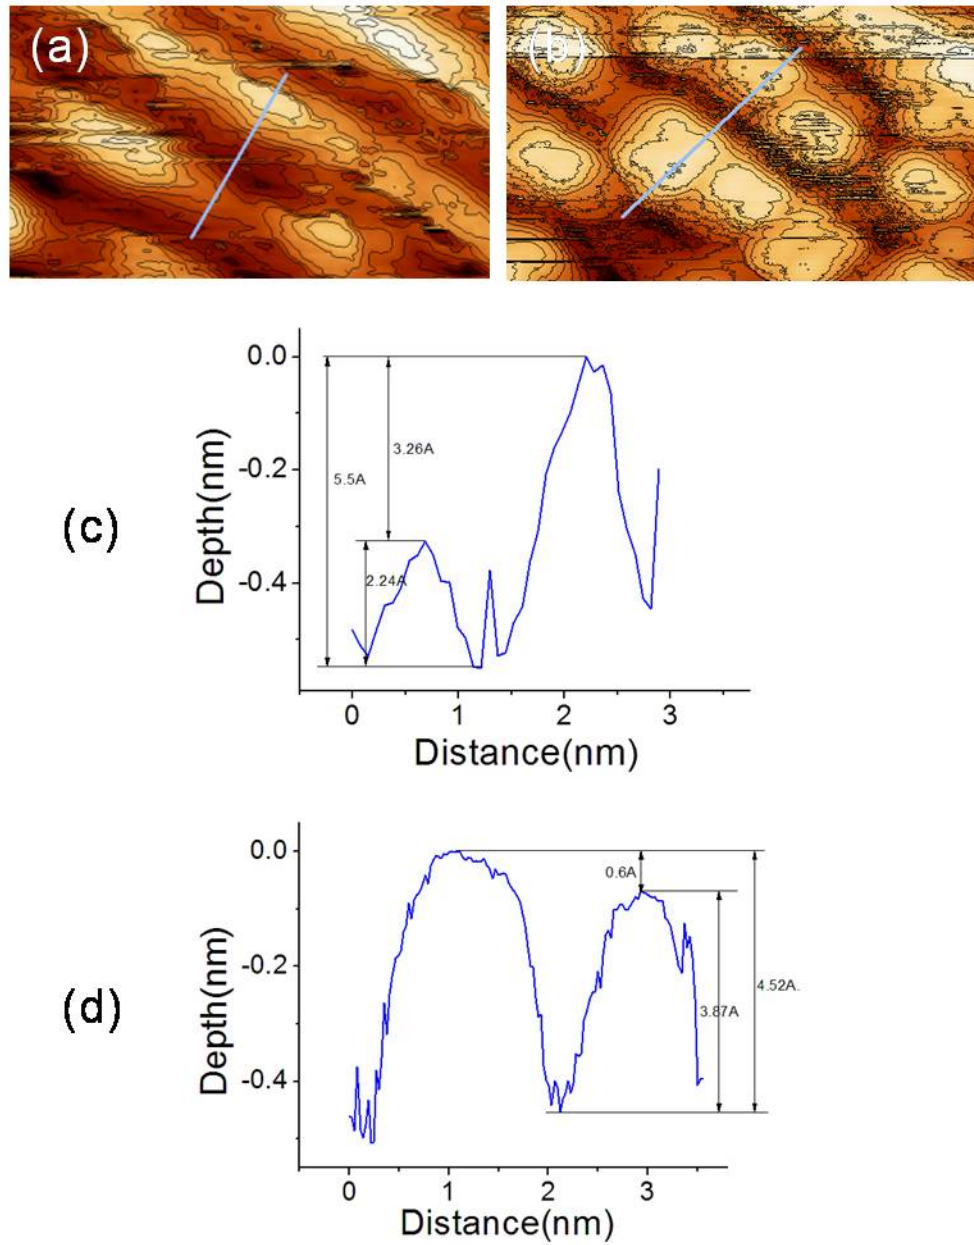 (a)
(b)
(c)
Depth(nm)
0.0
-0.2
-0.4
5.5A
3.26A
2.24A
0
1
2
3
Distance(nm)
(d)
Depth(nm)
0.0
-0.2
-0.4
0.6A
3.87A
4.52A.
0
1
2
3
Distance(nm)